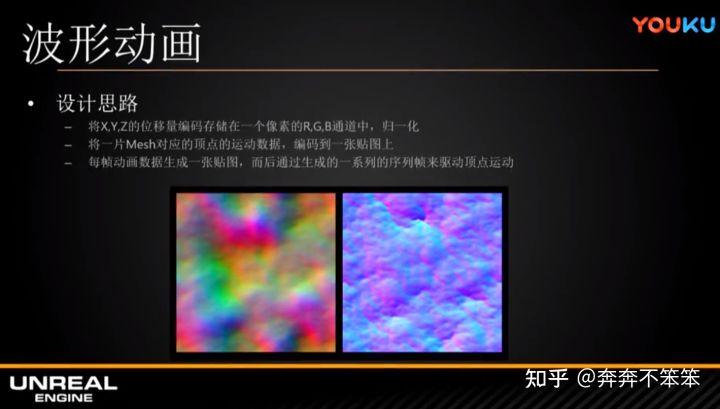 波形动画
YOUKU
• 设计思路
– 将X,Y,Z的位移量编码存储在一个像素的R,G,B通道中，归一化
– 将一片Mesh对应的顶点的运动数据，编码到一张贴图上
– 每帧动画数据生成一张贴图，而后通过生成的一系列的序列帧来驱动顶点运动
UNREAL
ENGINE
知乎 @奔奔不笨笨